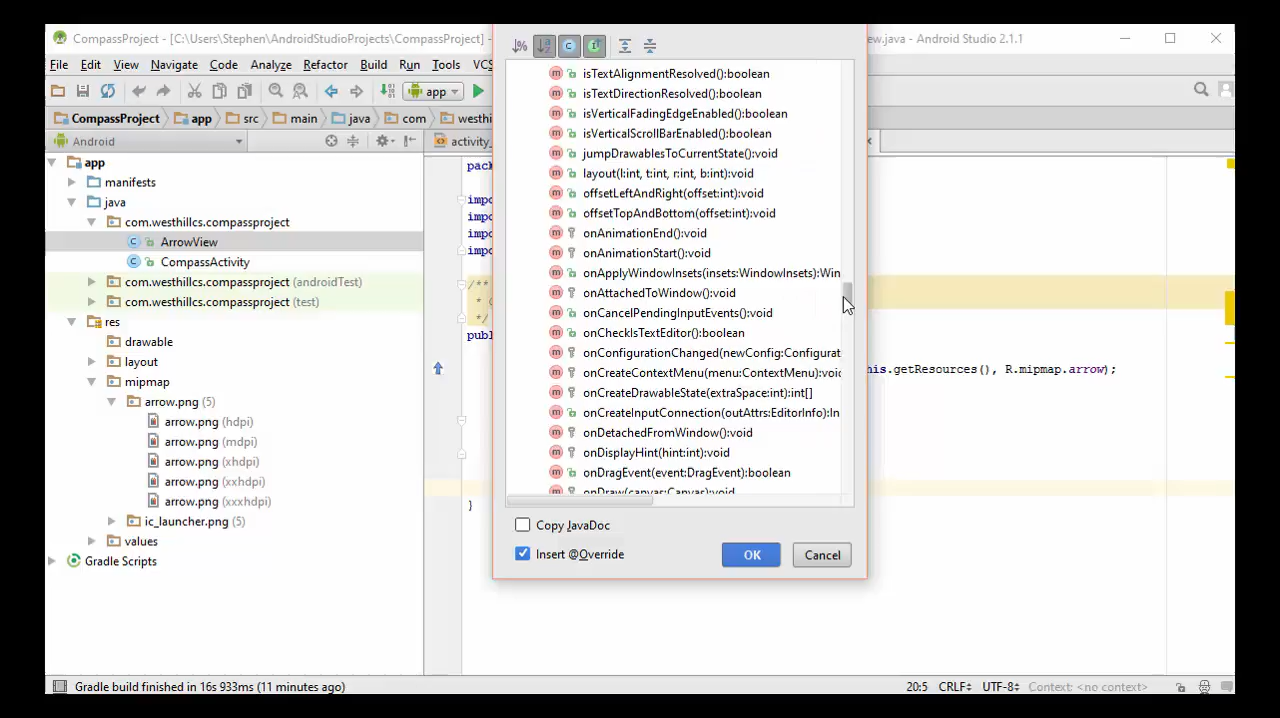 CompassProject - [C:\Users\Stephen\AndroidStudioProjects\CompassProject] -
ew.java - Android Studio 2.1.1
File Edit View Navigate Code Analyze Refactor Build Run Tools VCS
app
CompassProject app src main java com westhillcs
Android
activity_
app
manifests
java
com.westhillcs.compassproject
ArrowView
CompassActivity
com.westhillcs.compassproject (androidTest)
com.westhillcs.compassproject (test)
res
drawable
layout
mipmap
arrow.png (5)
arrow.png (hdpi)
arrow.png (mdpi)
arrow.png (xhdpi)
arrow.png (xxhdpi)
arrow.png (xxxhdpi)
ic_launcher.png (5)
values
Gradle Scripts
pack
impo
impo
impo
impo
/**
*
*/
publ
his.getResources(), R.mipmap.arrow);
}
isTextAlignmentResolved():boolean
isTextDirectionResolved():boolean
isVerticalFadingEdgeEnabled():boolean
isVerticalScrollBarEnabled():boolean
jumpDrawablesToCurrentState():void
layout(l:int, t:int, r:int, b:int):void
offsetLeftAndRight(offset:int):void
offsetTopAndBottom(offset:int):void
onAnimationEnd():void
onAnimationStart():void
onApplyWindowInsets(insets:WindowInsets):Win
onAttachedToWindow():void
onCancelPendingInputEvents():void
onCheckIsTextEditor():boolean
onConfigurationChanged(newConfig:Configurat
onCreateContextMenu(menu:ContextMenu):void
onCreateDrawableState(extraSpace:int):int[]
onCreateInputConnection(outAttrs:EditorInfo):In
onDetachedFromWindow():void
onDisplayHint(hint:int):void
onDragEvent(event:DragEvent):boolean
onDraw(canvas:Canvas):void
Copy JavaDoc
Insert @Override
OK Cancel
Gradle build finished in 16s 933ms (11 minutes ago)
20:5 CRLF UTF-8 Context: <no context>